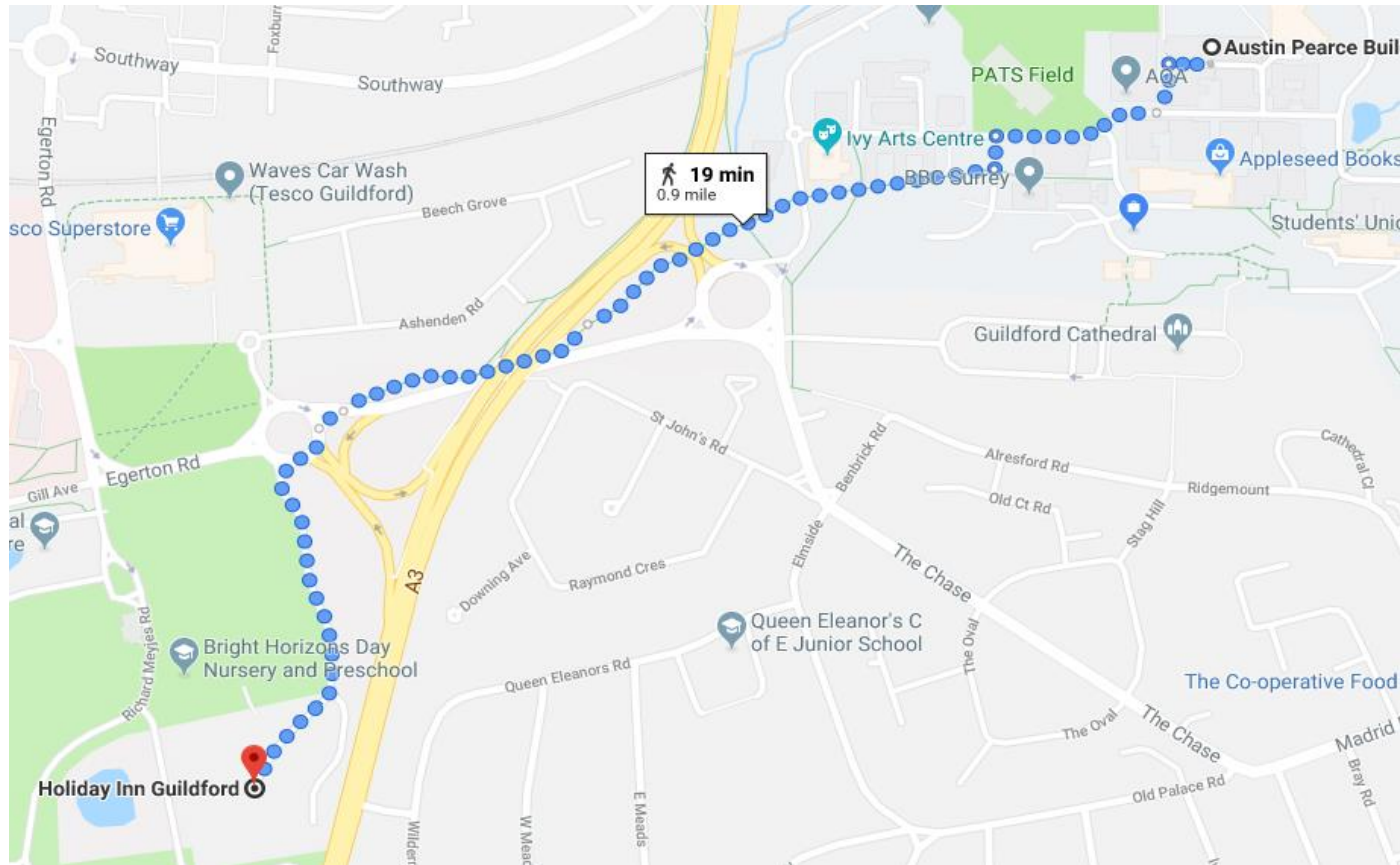 Austin Pearce Buil
Foxbur
Southway
Southway
PATS Field
AQA
Egerton Rd
Ivy Arts Centre
Appleseed Books
Waves Car Wash
(Tesco Guildford)
19 min
0.9 mile
BBC Surrey
Beech Grove
sco Superstore
Students' Unio
Ashenden Rd
Guildford Cathedral
St John's Rd
Benbrick Rd
Cathedral Cl
Egerton Rd
Alresford Rd
Gill Ave
Ridgemount
Old Ct Rd
al
re
Stag Hill
Elmside
A3
Downing Ave
Raymond Cres
The Chase
Queen Eleanor's C
of E Junior School
Richard Meyjes Rd
Bright Horizons Day
Nursery and Preschool
The Oval
Queen Eleanors Rd
The Co-operative Food
The Oval
The Chase
Madrid
Holiday Inn Guildford
Old Palace Rd
Bray Rd
E Meads
W Mead
Wildern